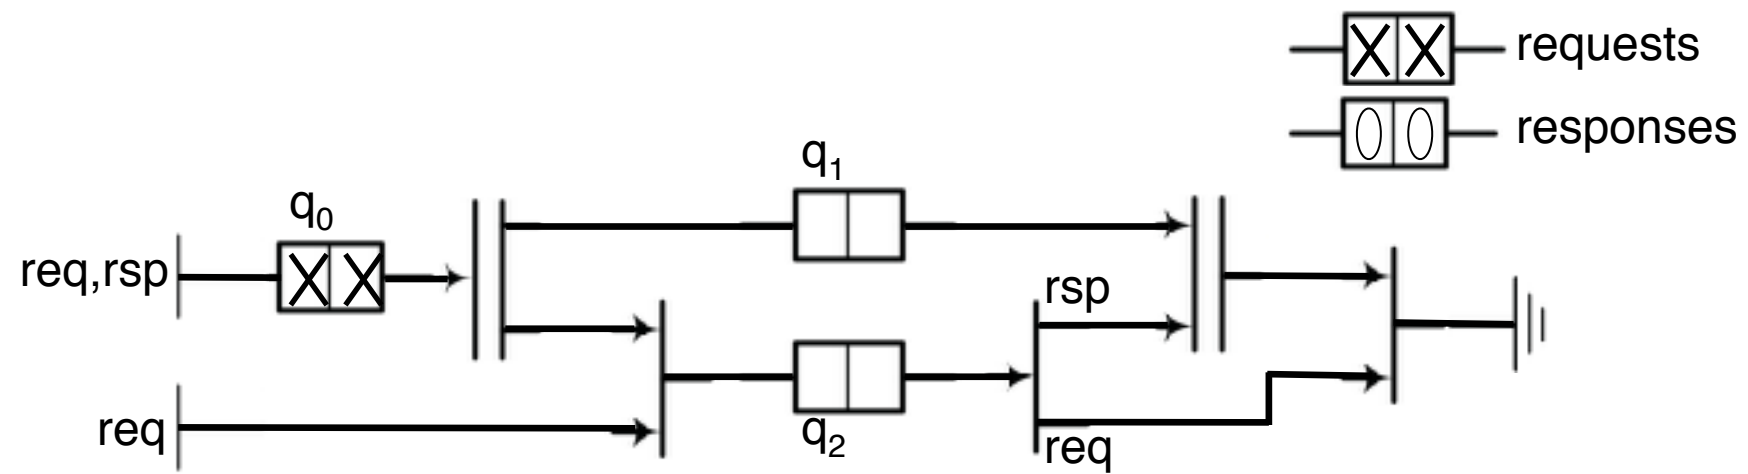 requests
responses
q1
q0
req,rsp
rsp
req
q2
req